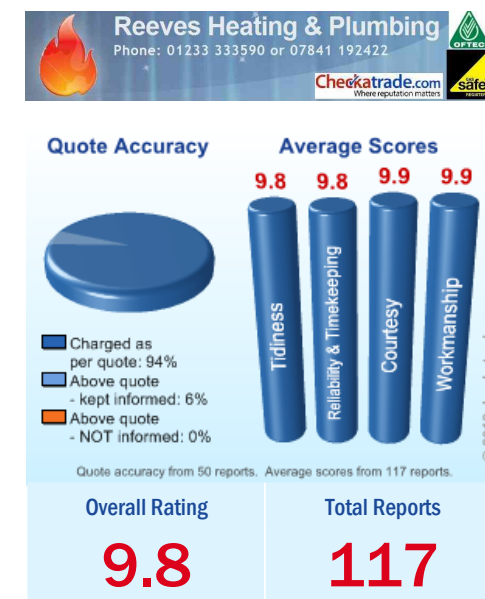 Reeves Heating & Plumbing
Phone: 01233 333590 or 07841 192422
OFTEC
Checkatrade.com
Where reputation matters
safe
Quote Accuracy
Average Scores
9.8
9.8
9.9
9.9
Tidiness
Reliability & Timekeeping
Courtesy
Workmanship
Charged as
per quote: 94%
Above quote
- kept informed: 6%
Above quote
- NOT informed: 0%
Quote accuracy from 50 reports. Average scores from 117 reports.
Overall Rating
Total Reports
9.8
117